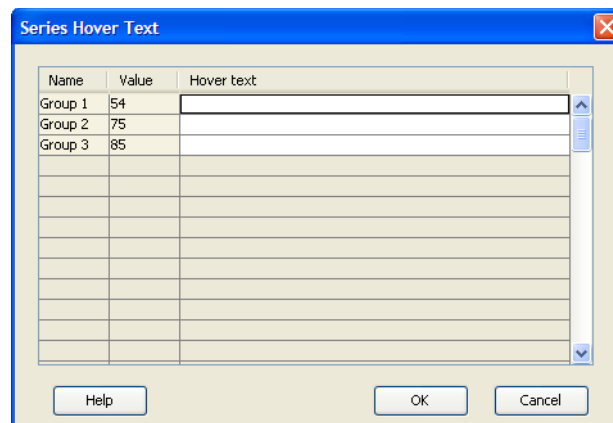 Series Hover Text
Name Value Hover text
Group 1 54
Group 2 75
Group 3 85
Help OK Cancel